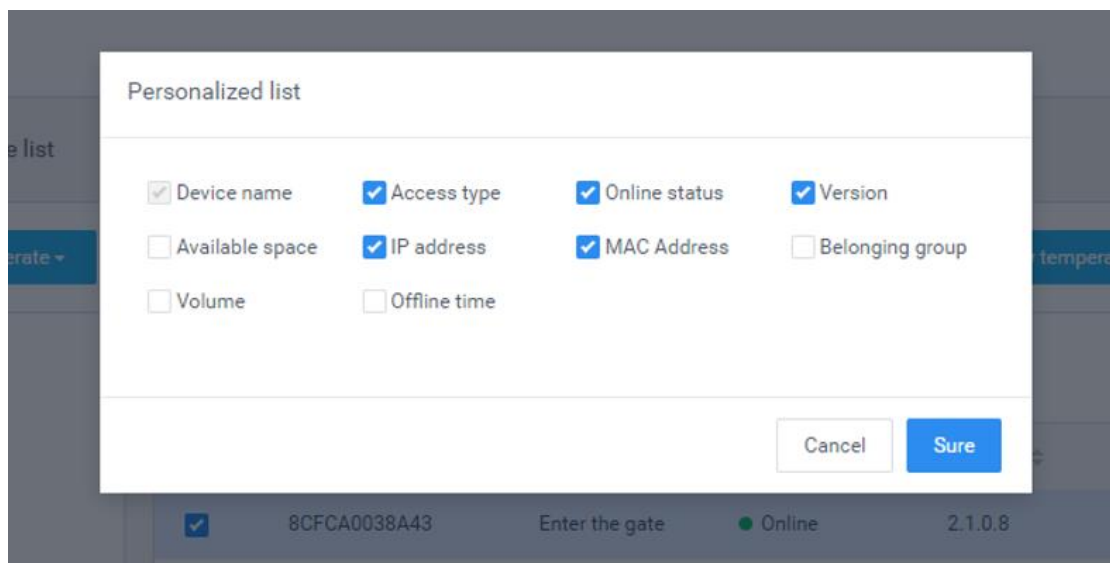 Personalized list
e list
Device name Access type Online status Version
Available space IP address MAC Address Belonging group
erate
tempera
Volume Offline time
Cancel Sure
8CFCA0038A43 Enter the gate Online 2.1.0.8